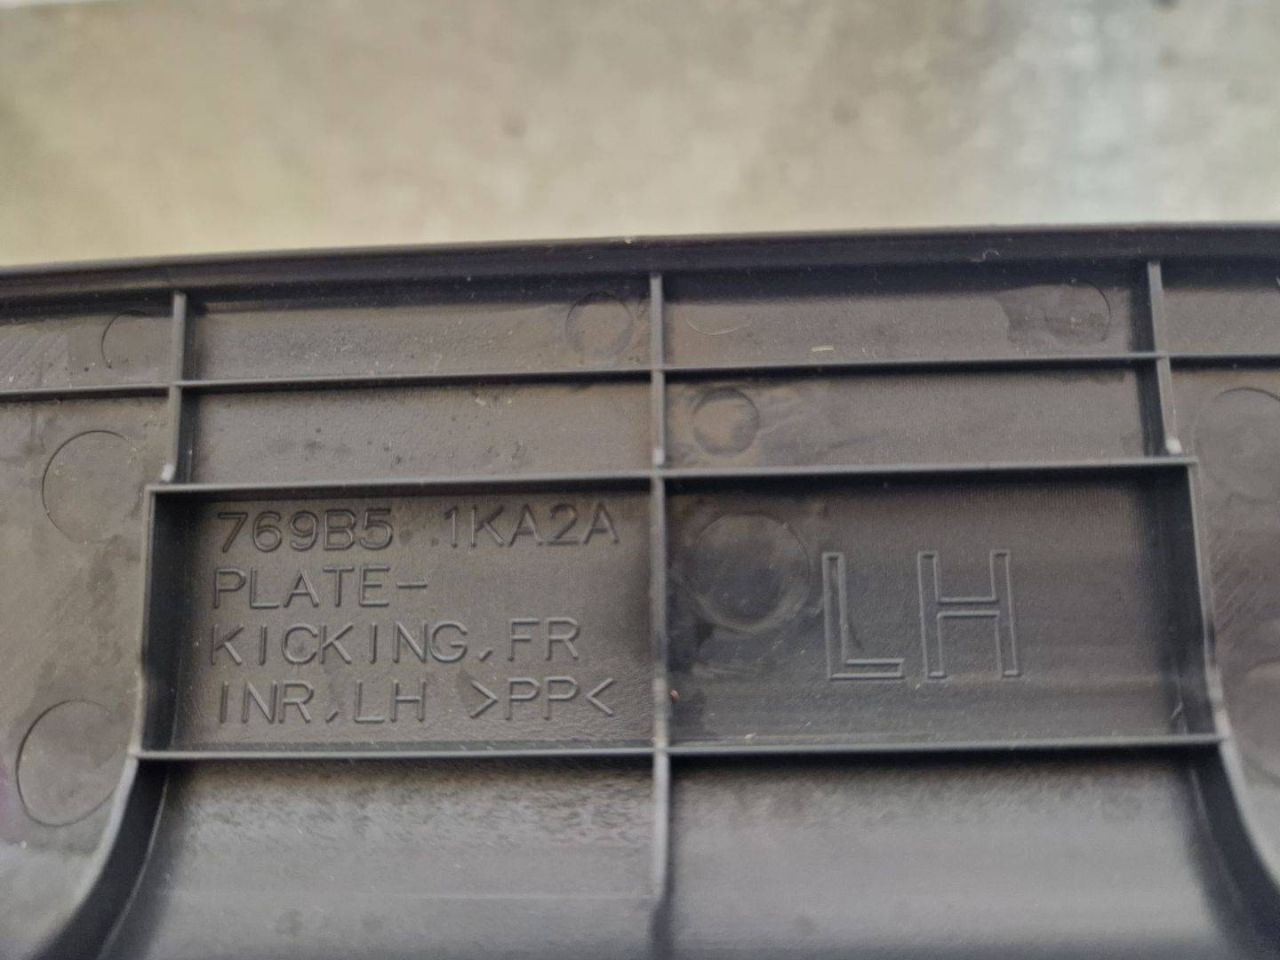 769B5 1KA2A
PLATE-
KICKING,FR
INR,LH >PP<
LH